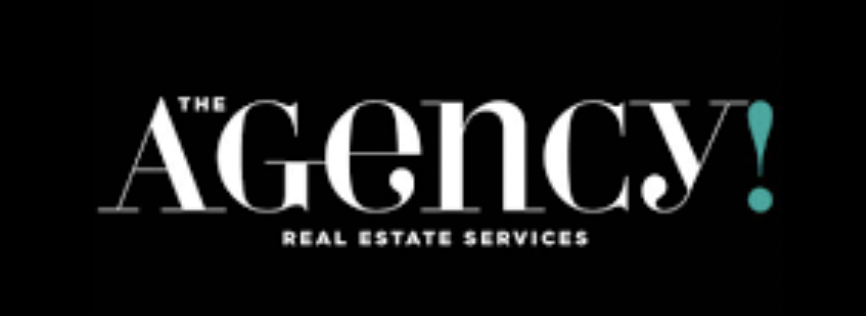 THE
AGency!
REAL ESTATE SERVICES